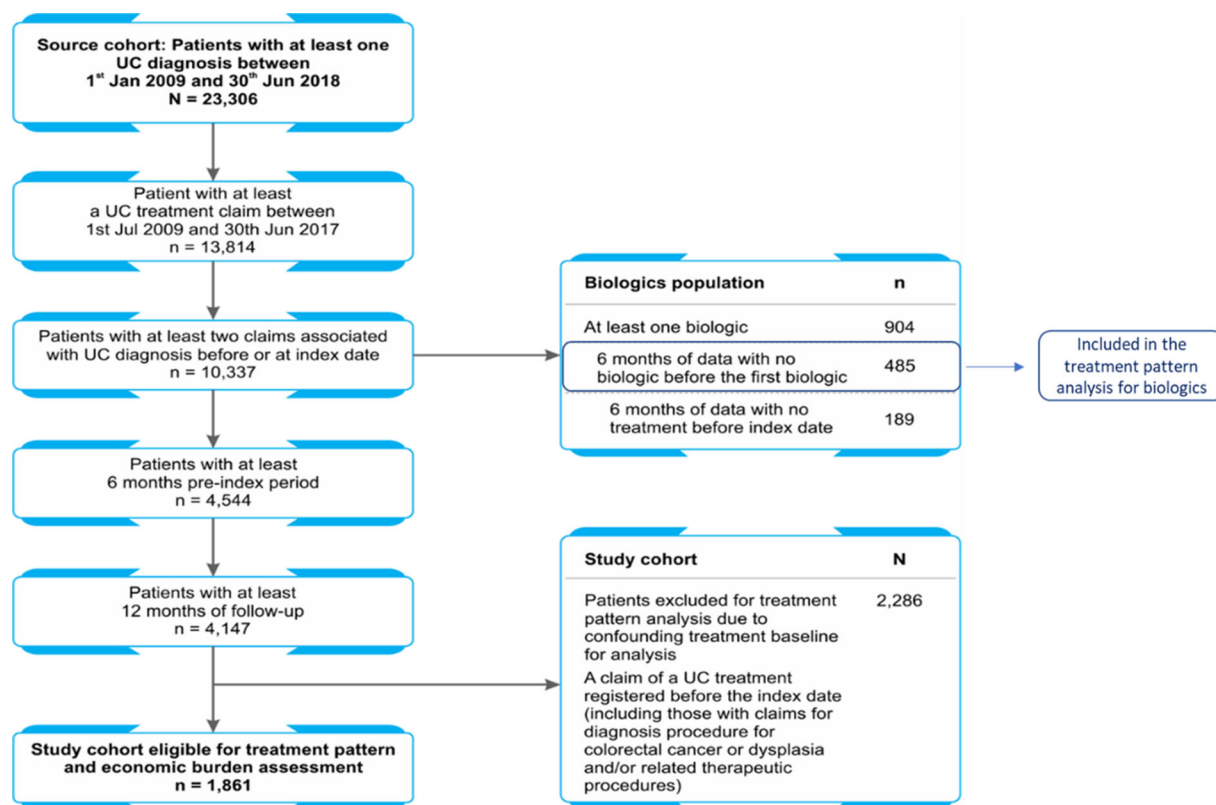 Source cohort: Patients with at least one
UC diagnosis between
1st Jan 2009 and 30th Jun 2018
N = 23,306
Patient with at least
a UC treatment claim between
1st Jul 2009 and 30th Jun 2017
n = 13,814
Patients with at least two claims associated
with UC diagnosis before or at index date
n = 10,337
Patients with at least
6 months pre-index period
n = 4,544
Patients with at least
12 months of follow-up
n = 4,147
Study cohort eligible for treatment pattern
and economic burden assessment
n = 1,861
Biologics population n
At least one biologic 904
6 months of data with no
biologic before the first biologic 485
6 months of data with no
treatment before index date 189
Included in the
treatment pattern
analysis for biologics
Study cohort N
Patients excluded for treatment 2,286
pattern analysis due to
confounding treatment baseline
for analysis
A claim of a UC treatment
registered before the index date
(including those with claims for
diagnosis procedure for
colorectal cancer or dysplasia
and/or related therapeutic
procedures)